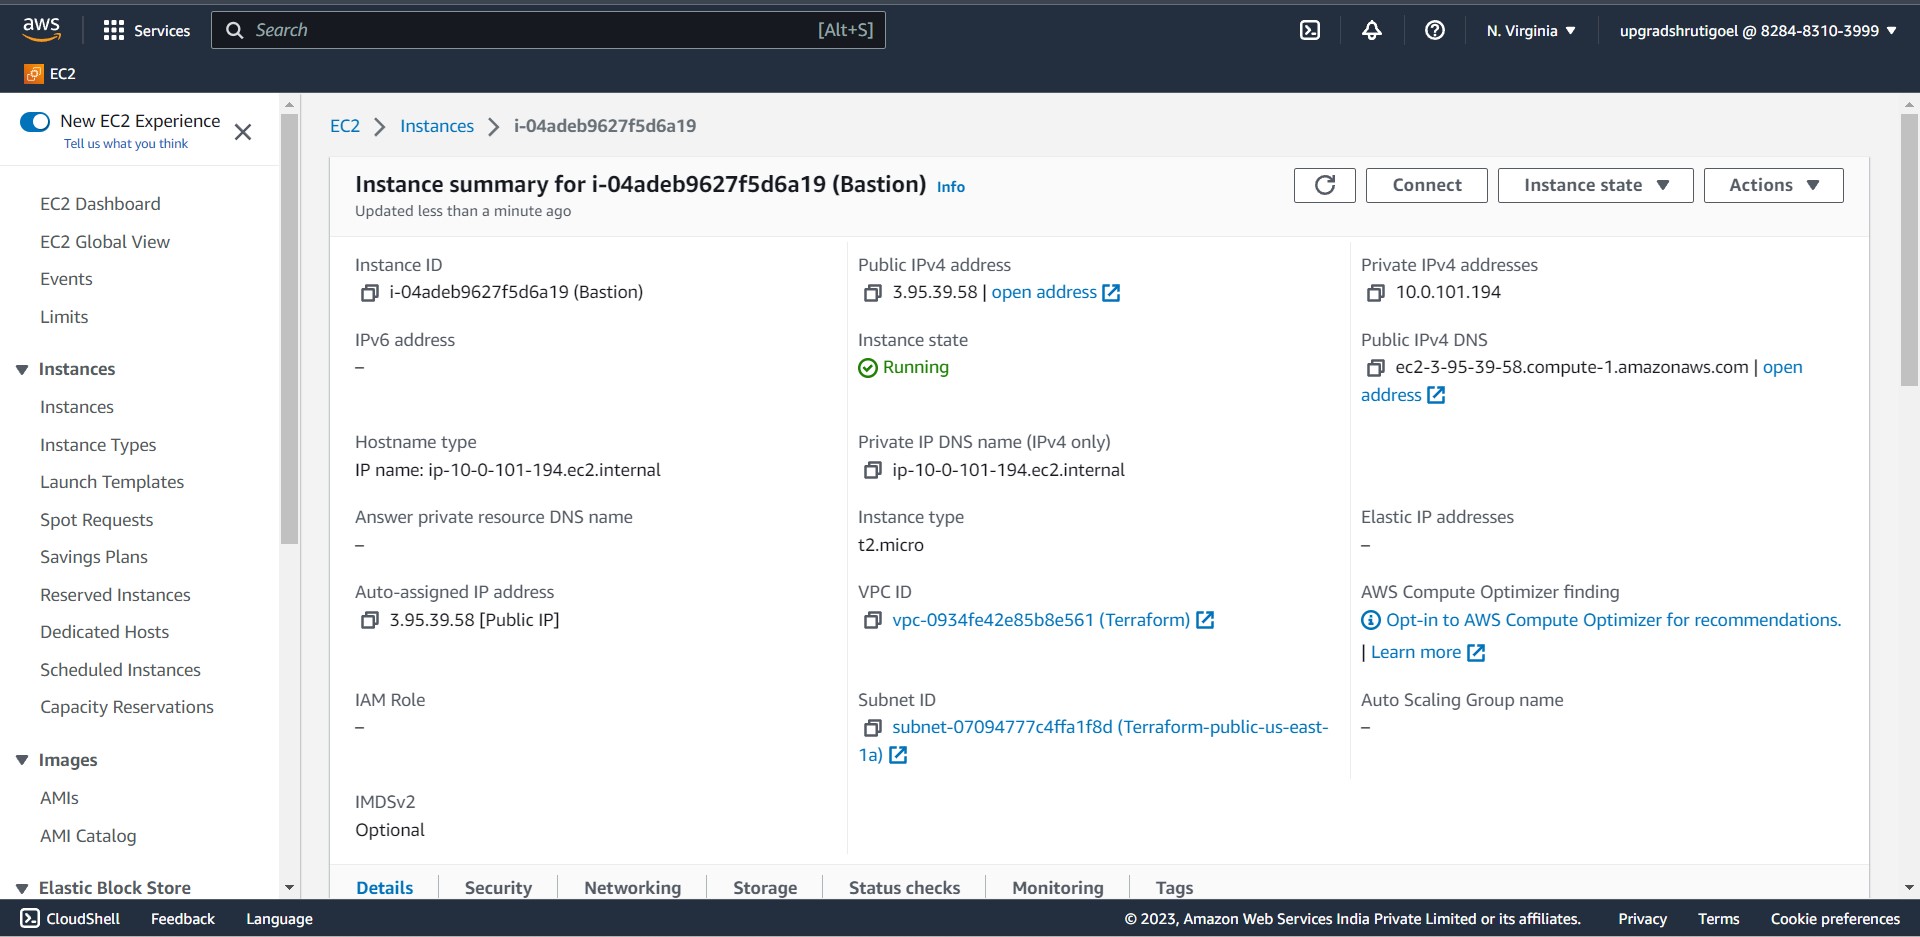 aws
Services
Search
[Alt+S]
N. Virginia
upgradshrutigoel @ 8284-8310-3999
EC2
New EC2 Experience
Tell us what you think
EC2 Dashboard
EC2 Global View
Events
Limits
Instances
Instances
Instance Types
Launch Templates
Spot Requests
Savings Plans
Reserved Instances
Dedicated Hosts
Scheduled Instances
Capacity Reservations
Images
AMIs
AMI Catalog
Elastic Block Store
EC2 > Instances > i-04adeb9627f5d6a19
Instance summary for i-04adeb9627f5d6a19 (Bastion) Info
Updated less than a minute ago
Connect
Instance state
Actions
Instance ID
i-04adeb9627f5d6a19 (Bastion)
Public IPv4 address
3.95.39.58 | open address
Private IPv4 addresses
10.0.101.194
IPv6 address
–
Instance state
Running
Public IPv4 DNS
ec2-3-95-39-58.compute-1.amazonaws.com | open
address
Hostname type
IP name: ip-10-0-101-194.ec2.internal
Private IP DNS name (IPv4 only)
ip-10-0-101-194.ec2.internal
Answer private resource DNS name
–
Instance type
t2.micro
Elastic IP addresses
–
Auto-assigned IP address
3.95.39.58 [Public IP]
VPC ID
vpc-0934fe42e85b8e561 (Terraform)
AWS Compute Optimizer finding
Opt-in to AWS Compute Optimizer for recommendations.
| Learn more
IAM Role
–
Subnet ID
subnet-07094777c4ffa1f8d (Terraform-public-us-east-
1a)
Auto Scaling Group name
–
IMDSv2
Optional
Details
Security
Networking
Storage
Status checks
Monitoring
Tags
CloudShell
Feedback
Language
© 2023, Amazon Web Services India Private Limited or its affiliates.
Privacy
Terms
Cookie preferences